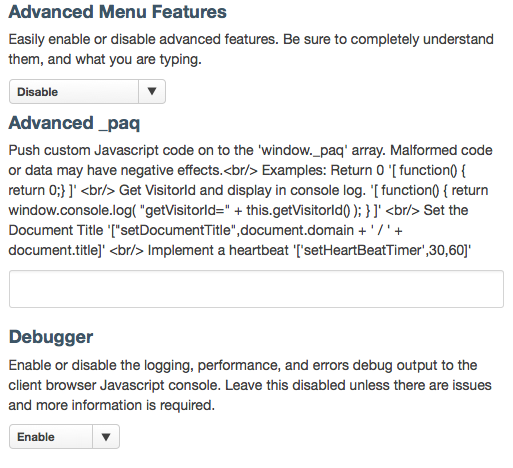 Advanced Menu Features
Easily enable or disable advanced features. Be sure to completely understand
them, and what you are typing.
Disable
Advanced _paq
Push custom Javascript code on to the 'window._paq' array. Malformed code
or data may have negative effects.<br/> Examples: Return 0 '[ function() {
return 0;} ]' <br/> Get VisitorId and display in console log. '[ function() { return
window.console.log( "getVisitorId=" + this.getVisitorId() ); } ]' <br/> Set the
Document Title '["setDocumentTitle",document.domain + ' / ' +
document.title]' <br/> Implement a heartbeat '['setHeartBeatTimer',30,60]'
Debugger
Enable or disable the logging, performance, and errors debug output to the
client browser Javascript console. Leave this disabled unless there are issues
and more information is required.
Enable